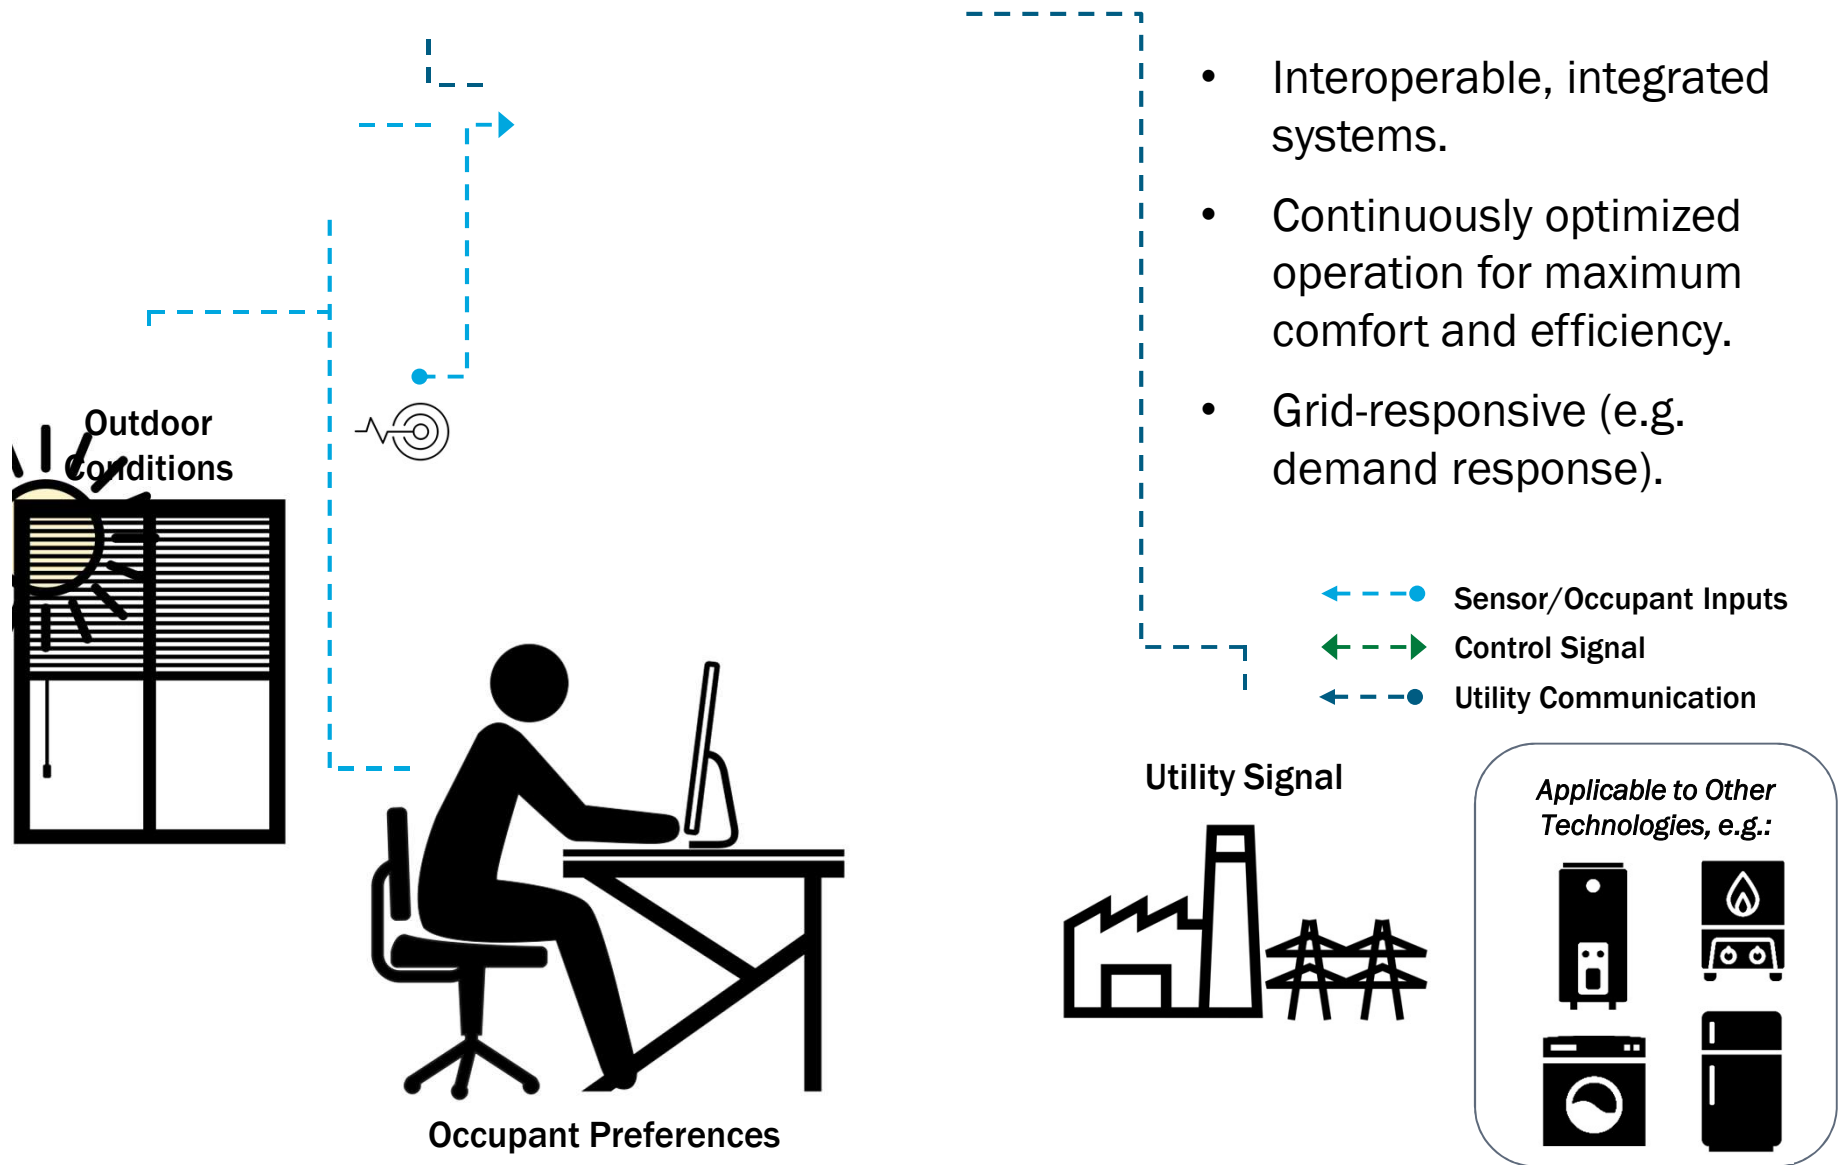 • Interoperable, integrated
systems.
• Continuously optimized
operation for maximum
comfort and efficiency.
• Grid-responsive (e.g.
demand response).
Outdoor
Conditions
Sensor/Occupant Inputs
Control Signal
Utility Communication
Utility Signal
Applicable to Other
Technologies, e.g.:
Occupant Preferences